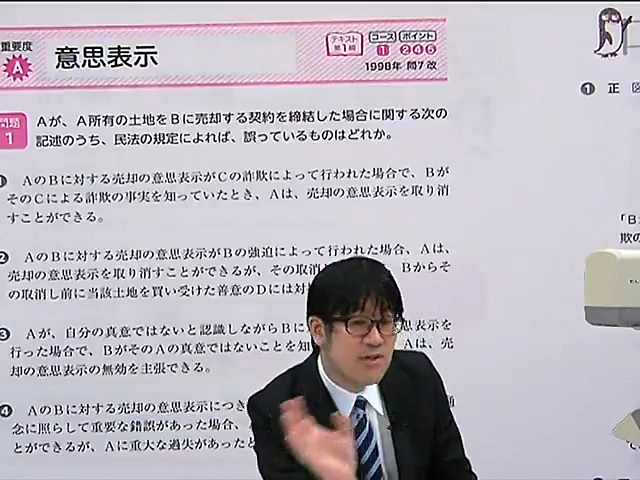 重要度
A
意思表示
テキスト
第1編
コース
1
ポイント
2 4 5
1998年 問7 改
問題
1
Aが、A所有の土地をBに売却する契約を締結した場合に関する次の
記述のうち、民法の規定によれば、誤っているものはどれか。
AのBに対する売却の意思表示がCの詐欺によって行われた場合で、Bが
そのCによる詐欺の事実を知っていたとき、Aは、売却の意思表示を取り消
すことができる。
2 AのBに対する売却の意思表示がBの強迫によって行われた場合、Aは、
売却の意思表示を取り消すことができるが、その取消 Bからそ
の取消し前に当該土地を買い受けた善意のDには対
3 Aが、自分の真意ではないと認識しながらBに 意思表示を
行った場合で、BがそのAの真意ではないことを知 Aは、売
却の意思表示の無効を主張できる。
4 AのBに対する売却の意思表示につき
念に照らして重要な錯誤があった場合、
とができるが、Aに重大な過失があったと
1 正
「B
欺の
EL